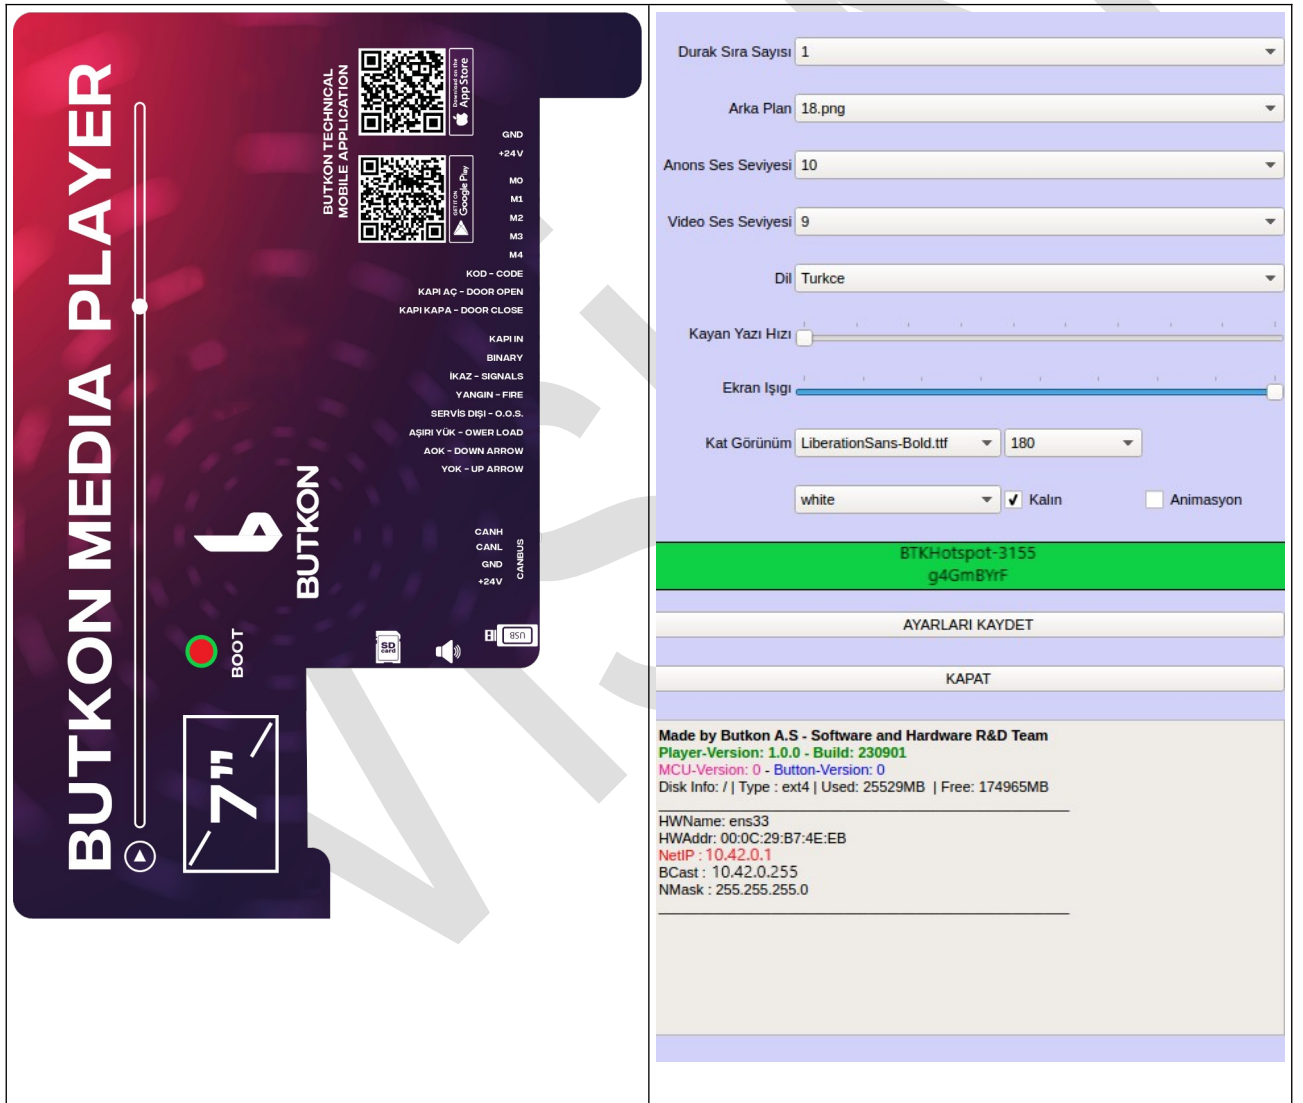 BUTKON MEDIA PLAYER
BUTKON TECHNICAL
MOBILE APPLICATION
Download on the
App Store
GET IT ON
Google Play
GND
+24V
M0
M1
M2
M3
M4
KOD - CODE
KAPI AÇ - DOOR OPEN
KAPI KAPA - DOOR CLOSE
KAPI IN
BINARY
İKAZ - SIGNALS
YANGIN - FIRE
SERVİS DIŞI - O.O.S.
AŞIRI YÜK - OWER LOAD
AOK - DOWN ARROW
YOK - UP ARROW
BUTKON
CANH
CANL
GND
+24V
CANBUS
BOOT
SD
card
USB
7"
Durak Sıra Sayısı 1
Arka Plan 18.png
Anons Ses Seviyesi 10
Video Ses Seviyesi 9
Dil Turkce
Kayan Yazı Hızı
Ekran Işıgı
Kat Görünüm LiberationSans-Bold.ttf 180
white Kalın Animasyon
BTKHotspot-3155
g4GmBYrF
AYARLARI KAYDET
KAPAT
Made by Butkon A.S - Software and Hardware R&D Team
Player-Version: 1.0.0 - Build: 230901
MCU-Version: 0 - Button-Version: 0
Disk Info: / | Type : ext4 | Used: 25529MB | Free: 174965MB
HWName: ens33
HWAddr: 00:0C:29:B7:4E:EB
NetIP : 10.42.0.1
BCast : 10.42.0.255
NMask : 255.255.255.0